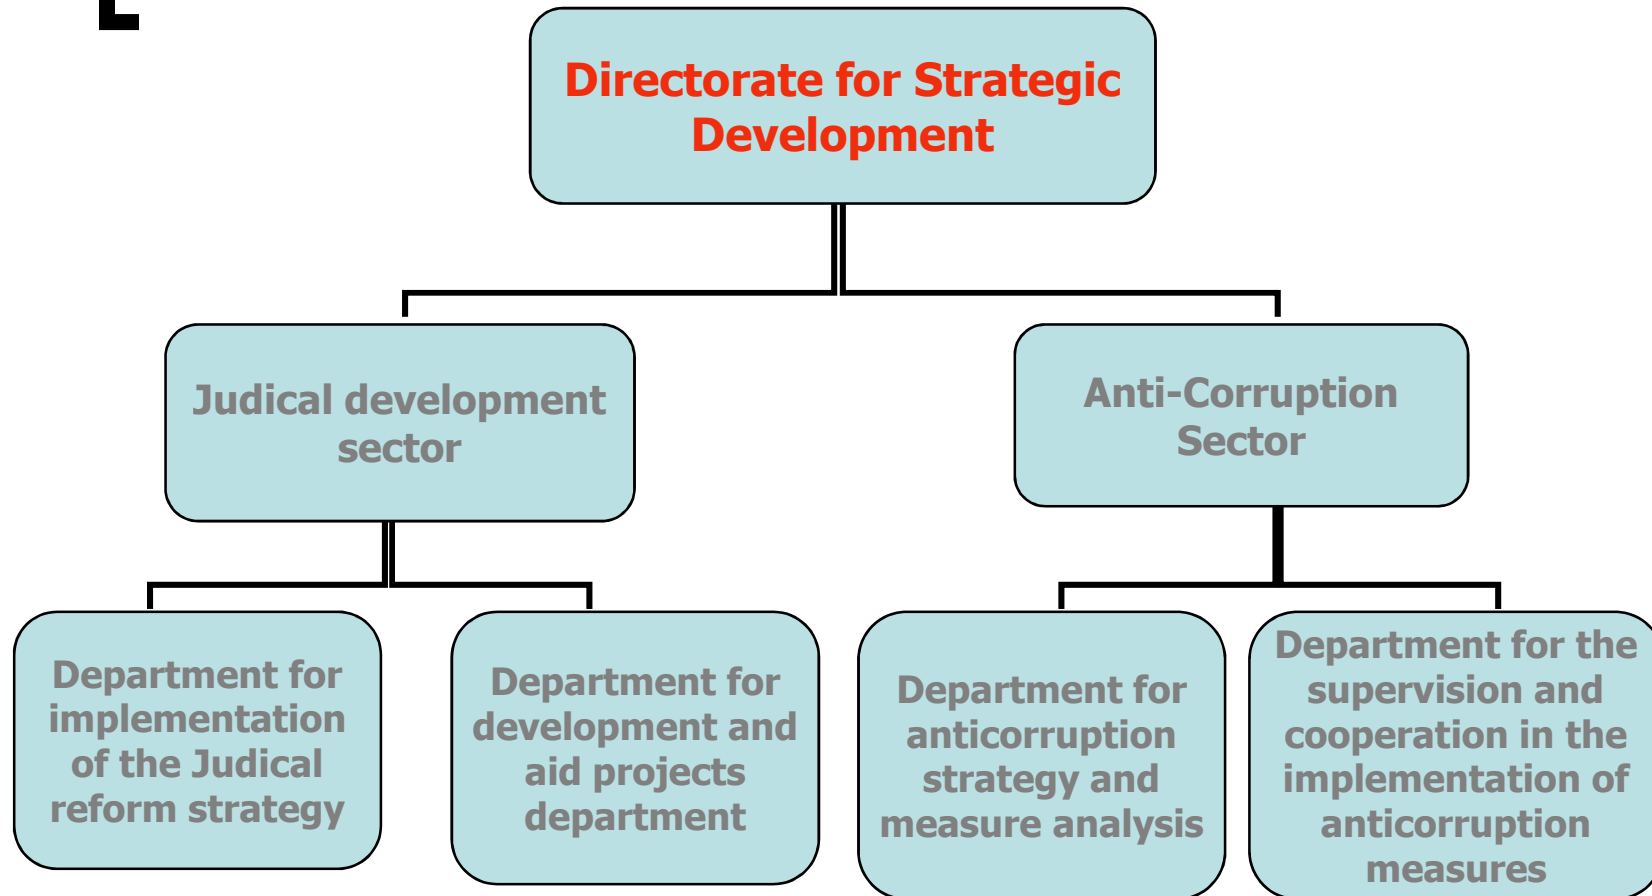 Directorate for Strategic
Development
Judical development
sector
Anti-Corruption
Sector
Department for
implementation
of the Judical
reform strategy
Department for
development and
aid projects
department
Department for
anticorruption
strategy and
measure analysis
Department for the
supervision and
cooperation in the
implementation of
anticorruption
measures